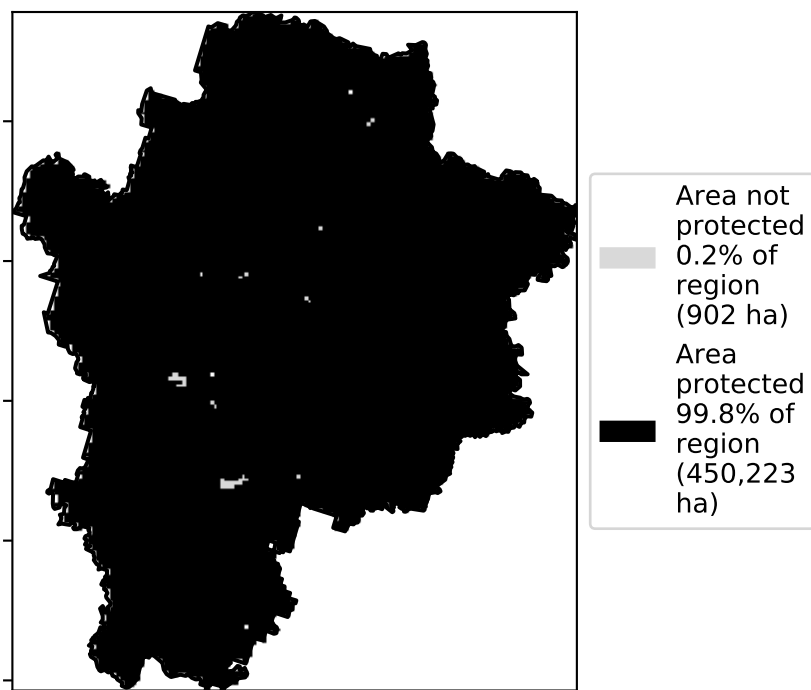 Area not
protected
0.2% of
region
(902 ha)
Area
protected
99.8% of
region
(450,223
ha)